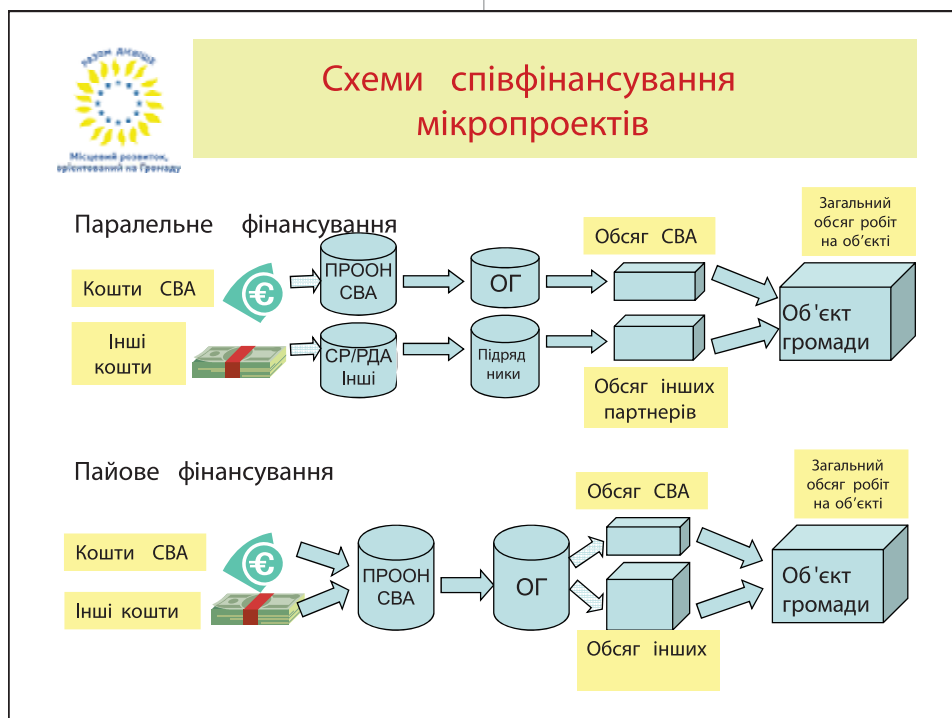 РАЗОМ ДІЄВІШЕ
Місцевий розвиток,
орієнтований на Громаду
Схеми співфінансування
мікропроектів
Паралельне фінансування
Кошти СВА
Інші
кошти
ПРООН
СВА
СР/РДА
Інші
ОГ
Підряд
ники
Обсяг СВА
Обсяг інших
партнерів
Загальний
обсяг робіт
на об’єкті
Об'єкт
громади
Пайове фінансування
Кошти СВА
Інші кошти
ПРООН
СВА
ОГ
Обсяг СВА
Обсяг інших
Загальний
обсяг робіт
на об’єкті
Об'єкт
громади